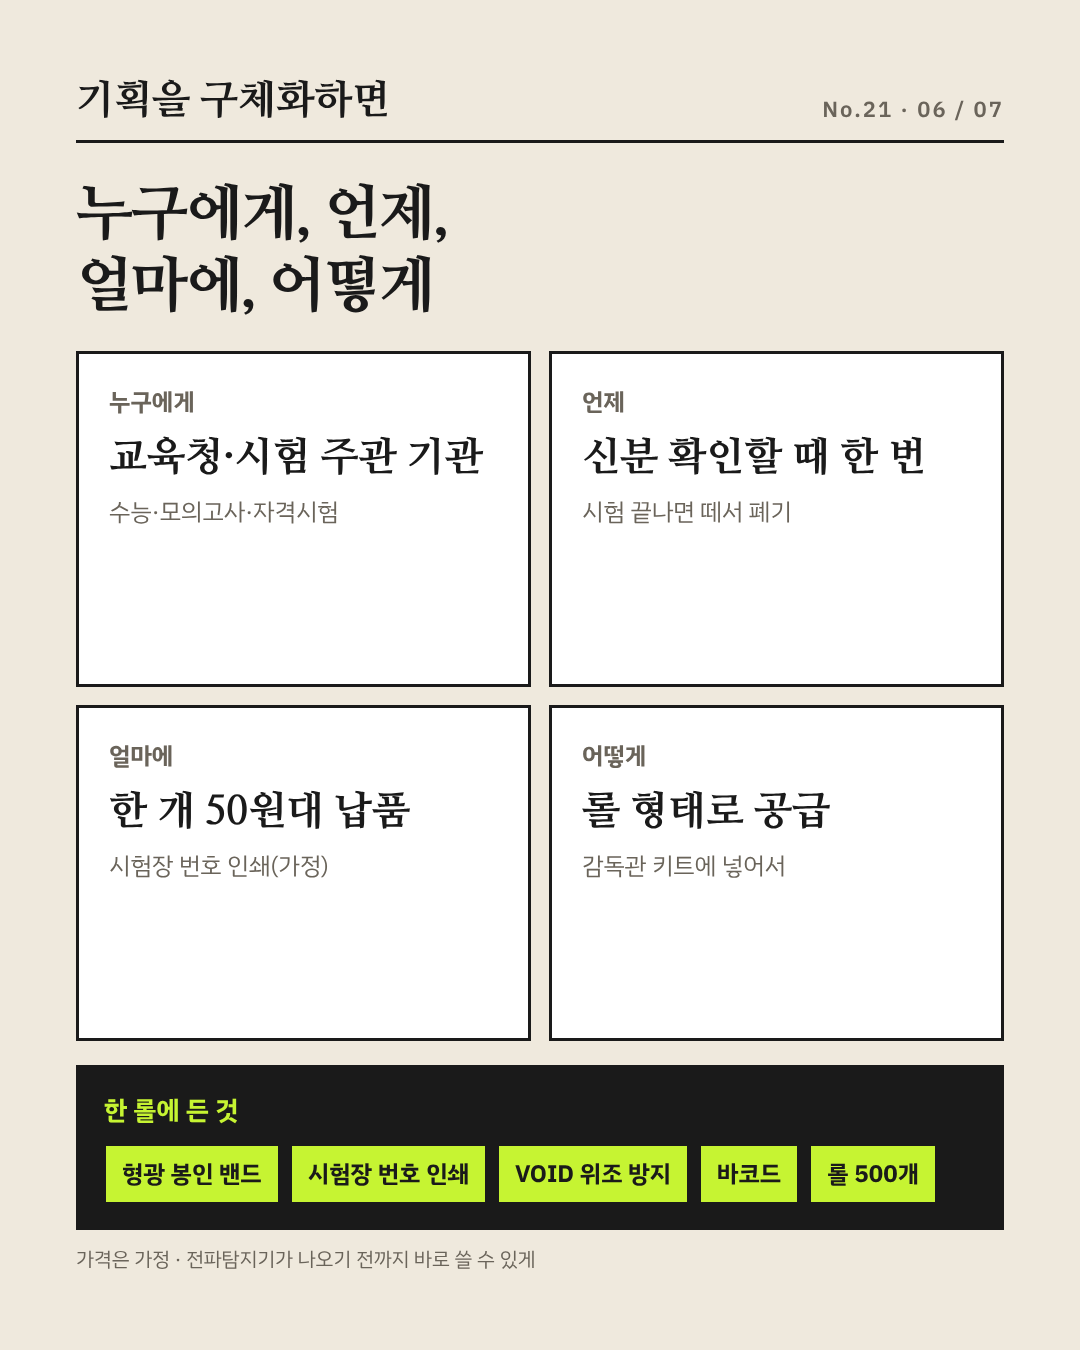 기획을 구체화하면
No.21 · 06 / 07
누구에게, 언제,
얼마에, 어떻게
누구에게
교육청·시험 주관 기관
수능·모의고사·자격시험
언제
신분 확인할 때 한 번
시험 끝나면 떼서 폐기
얼마에
한 개 50원대 납품
시험장 번호 인쇄(가정)
어떻게
롤 형태로 공급
감독관 키트에 넣어서
한 롤에 든 것
형광 봉인 밴드
시험장 번호 인쇄
VOID 위조 방지
바코드
롤 500개
가격은 가정 · 전파탐지기가 나오기 전까지 바로 쓸 수 있게